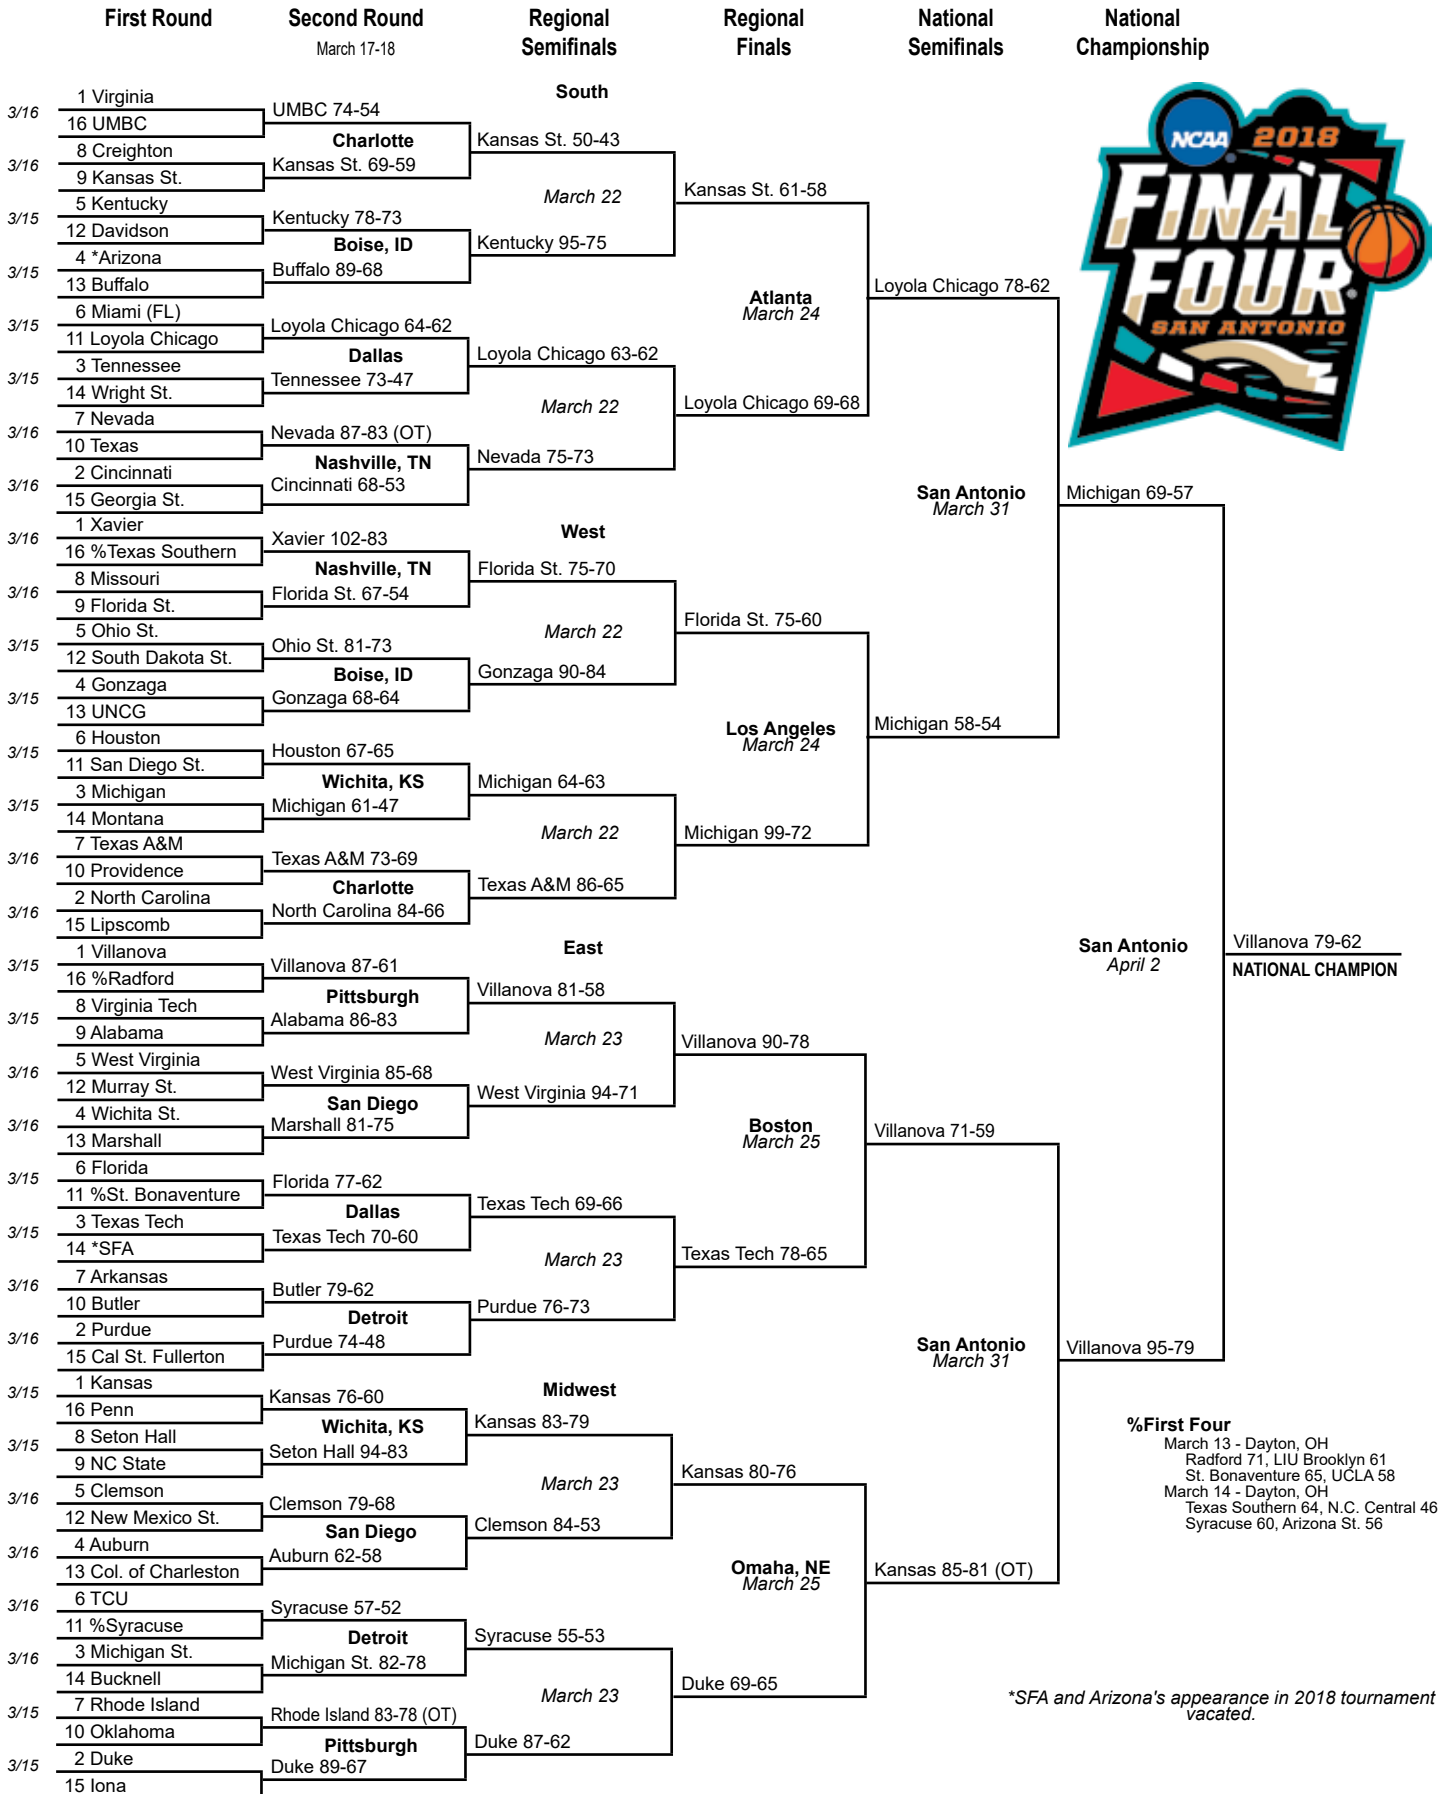 First Round
Second Round
Regional
Semifinals
Regional
Finals
National
Semifinals
National
Championship
March 17-18
NCAA
2018
FINAL
FOUR
SAN ANTONIO
South
3/16
1 Virginia
16 UMBC
3/16
8 Creighton
9 Kansas St.
3/15
5 Kentucky
12 Davidson
3/15
4 *Arizona
13 Buffalo
3/15
6 Miami (FL)
11 Loyola Chicago
3/15
3 Tennessee
14 Wright St.
3/16
7 Nevada
10 Texas
3/16
2 Cincinnati
15 Georgia St.
UMBC 74-54
Charlotte
Kansas St. 69-59
Kentucky 78-73
Boise, ID
Buffalo 89-68
Loyola Chicago 64-62
Dallas
Tennessee 73-47
Nevada 87-83 (OT)
Nashville, TN
Cincinnati 68-53
Kansas St. 50-43
March 22
Kentucky 95-75
Loyola Chicago 63-62
March 22
Nevada 75-73
Kansas St. 61-58
Atlanta
March 24
Loyola Chicago 69-68
Loyola Chicago 78-62
West
3/16
1 Xavier
16 %Texas Southern
3/16
8 Missouri
9 Florida St.
3/15
5 Ohio St.
12 South Dakota St.
3/15
4 Gonzaga
13 UNCG
3/15
6 Houston
11 San Diego St.
3/15
3 Michigan
14 Montana
3/16
7 Texas A&M
10 Providence
3/16
2 North Carolina
15 Lipscomb
Xavier 102-83
Nashville, TN
Florida St. 67-54
Ohio St. 81-73
Boise, ID
Gonzaga 68-64
Houston 67-65
Wichita, KS
Michigan 61-47
Texas A&M 73-69
Charlotte
North Carolina 84-66
Florida St. 75-70
March 22
Gonzaga 90-84
Michigan 64-63
March 22
Texas A&M 86-65
Florida St. 75-60
Los Angeles
March 24
Michigan 99-72
Michigan 58-54
San Antonio
March 31
Michigan 69-57
East
3/15
1 Villanova
16 %Radford
3/15
8 Virginia Tech
9 Alabama
3/16
5 West Virginia
12 Murray St.
3/16
4 Wichita St.
13 Marshall
3/15
6 Florida
11 %St. Bonaventure
3/15
3 Texas Tech
14 *SFA
3/16
7 Arkansas
10 Butler
3/16
2 Purdue
15 Cal St. Fullerton
Villanova 87-61
Pittsburgh
Alabama 86-83
West Virginia 85-68
San Diego
Marshall 81-75
Florida 77-62
Dallas
Texas Tech 70-60
Butler 79-62
Detroit
Purdue 74-48
Villanova 81-58
March 23
West Virginia 94-71
Texas Tech 69-66
March 23
Purdue 76-73
Villanova 90-78
Boston
March 25
Texas Tech 78-65
Villanova 71-59
Midwest
3/15
1 Kansas
16 Penn
3/15
8 Seton Hall
9 NC State
3/16
5 Clemson
12 New Mexico St.
3/16
4 Auburn
13 Col. of Charleston
3/16
6 TCU
11 %Syracuse
3/16
3 Michigan St.
14 Bucknell
3/15
7 Rhode Island
10 Oklahoma
3/15
2 Duke
15 Iona
Kansas 76-60
Wichita, KS
Seton Hall 94-83
Clemson 79-68
San Diego
Auburn 62-58
Syracuse 57-52
Detroit
Michigan St. 82-78
Rhode Island 83-78 (OT)
Pittsburgh
Duke 89-67
Kansas 83-79
March 23
Clemson 84-53
Syracuse 55-53
March 23
Duke 87-62
Kansas 80-76
Omaha, NE
March 25
Duke 69-65
Kansas 85-81 (OT)
San Antonio
March 31
Villanova 95-79
San Antonio
April 2
Villanova 79-62
NATIONAL CHAMPION
%First Four
March 13 - Dayton, OH
Radford 71, LIU Brooklyn 61
St. Bonaventure 65, UCLA 58
March 14 - Dayton, OH
Texas Southern 64, N.C. Central 46
Syracuse 60, Arizona St. 56
*SFA and Arizona's appearance in 2018 tournament
vacated.